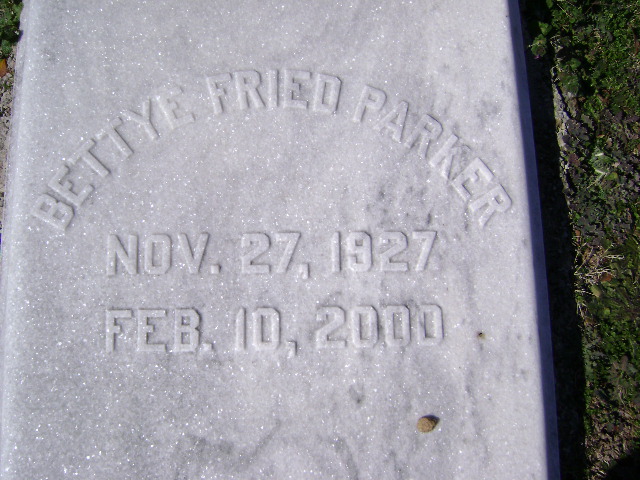 BETTYE FRIED PARKER
NOV. 27, 1927
FEB. 10, 2000